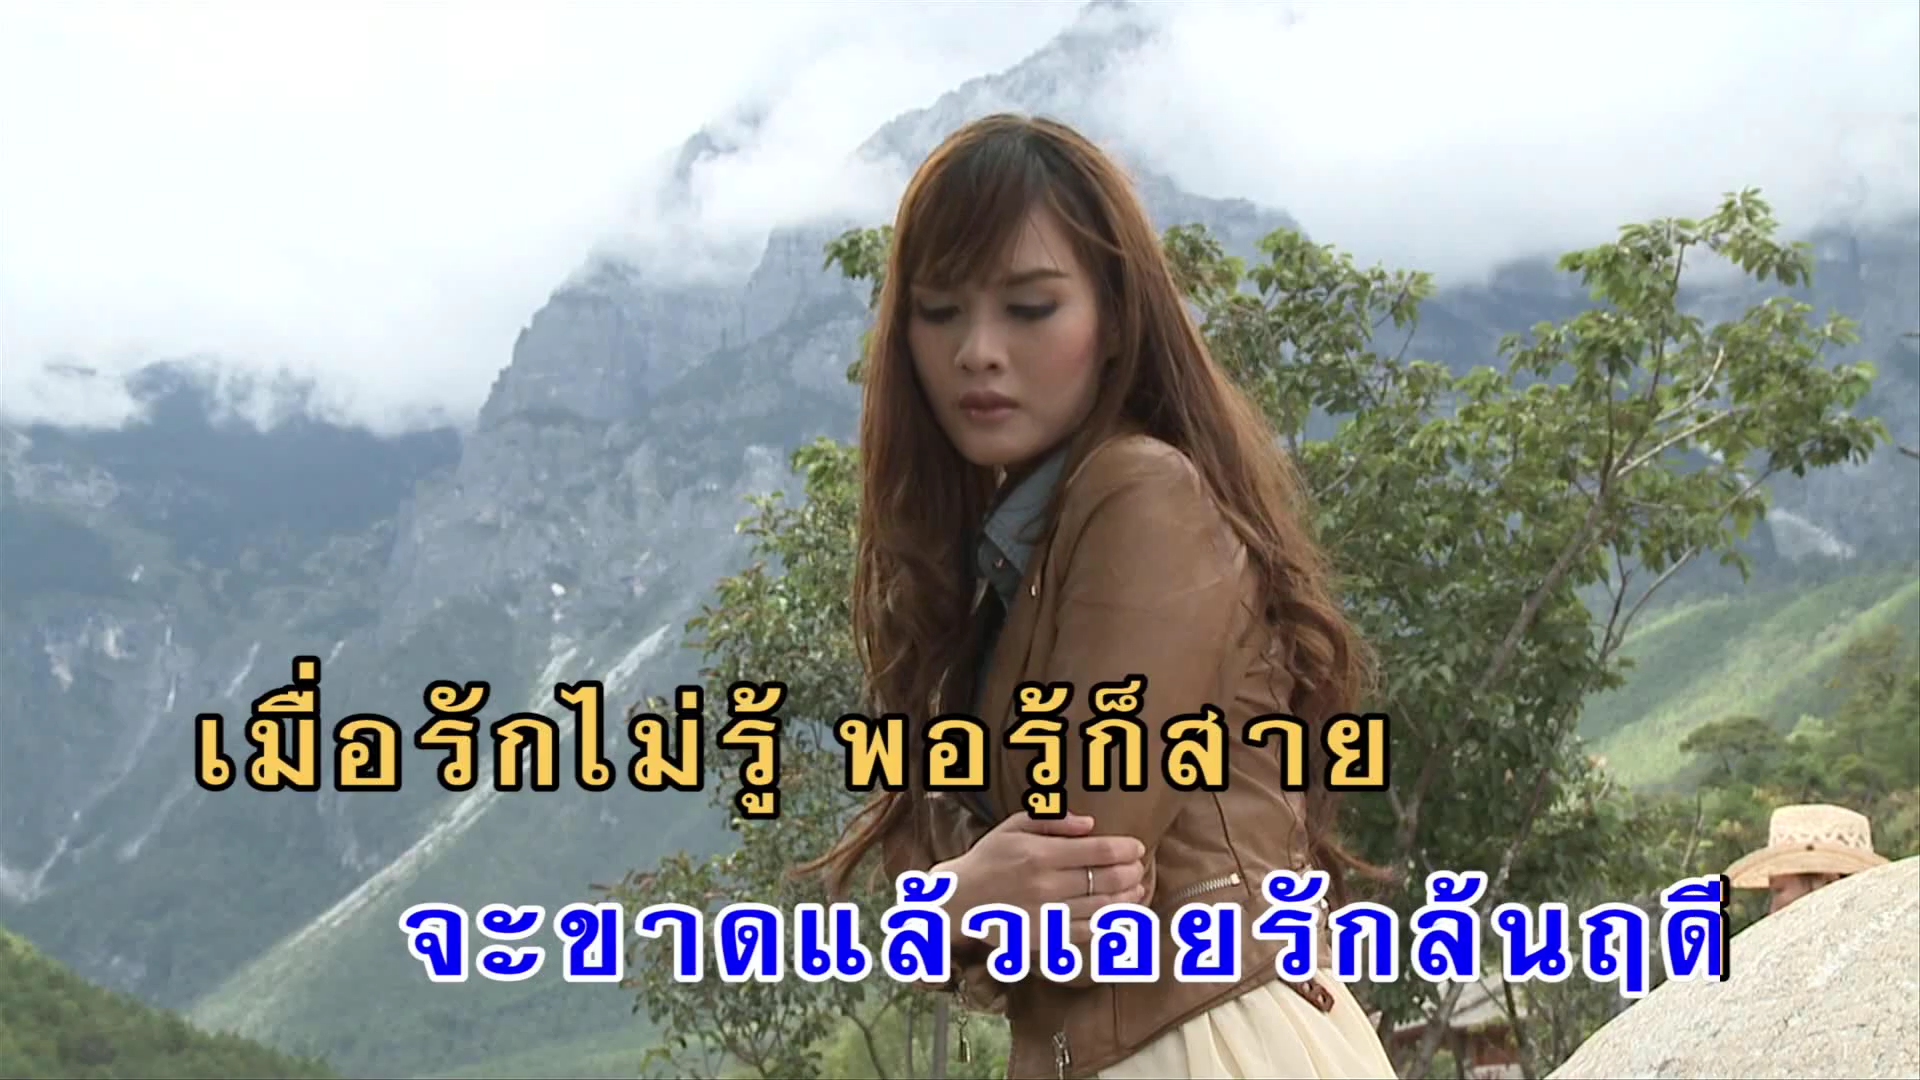 เมื่อรักไม่รู้ พอรู้ก็สาย
จะขาดแล้วเอยรักล้นฤดี